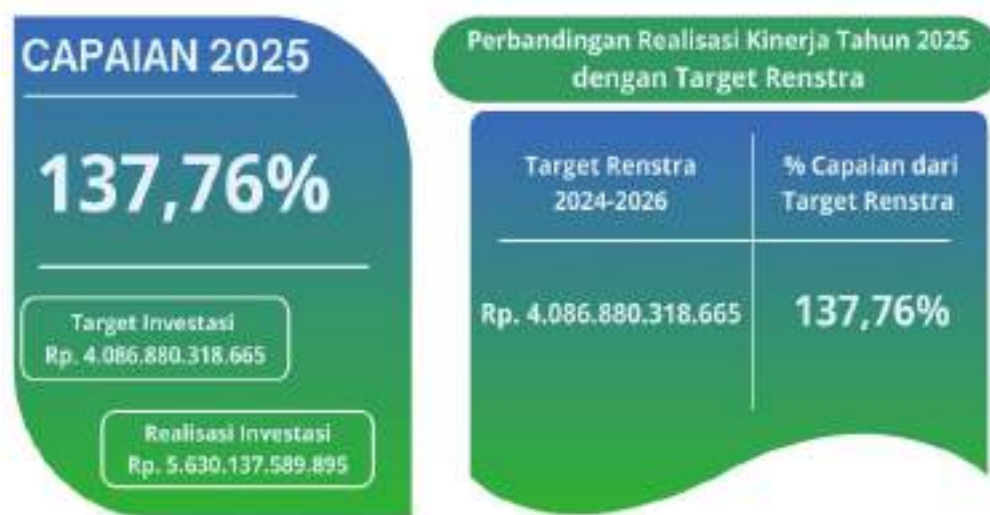 CAPAIAN 2025
137,76%
Target Investasi
Rp. 4.086.880.318.665
Realisasi Investasi
Rp. 5.630.137.589.895
Perbandingan Realisasi Kinerja Tahun 2025
dengan Target Renstra
Target Renstra
2024-2026
% Capaian dari
Target Renstra
Rp. 4.086.880.318.665
137,76%